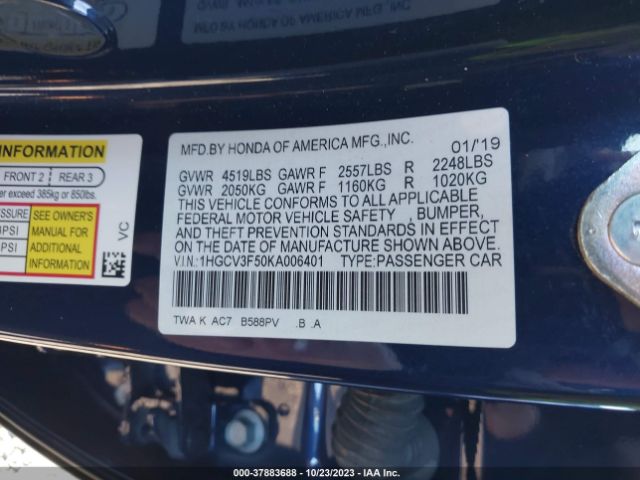 INFORMATION
FRONT 2 REAR 3
exceed 385kg or 850lbs.
SEE OWNER'S
MANUAL FOR
ADDITIONAL
INFORMATION
PSI
VC
MFD.BY HONDA OF AMERICA MFG.,INC. 01/'19
GVWR 4519LBS GAWR F 2557LBS R 2248LBS
GVWR 2050KG GAWR F 1160KG R 1020KG
THIS VEHICLE CONFORMS TO ALL APPLICABLE
FEDERAL MOTOR VEHICLE SAFETY , BUMPER,
AND THEFT PREVENTION STANDARDS IN EFFECT
ON THE DATE OF MANUFACTURE SHOWN ABOVE.
V.I.N.:1HGCV3F50KA006401 TYPE:PASSENGER CAR
TWA K AC7 B588PV .B .A
000-37883688 - 10/23/2023 - IAA Inc.